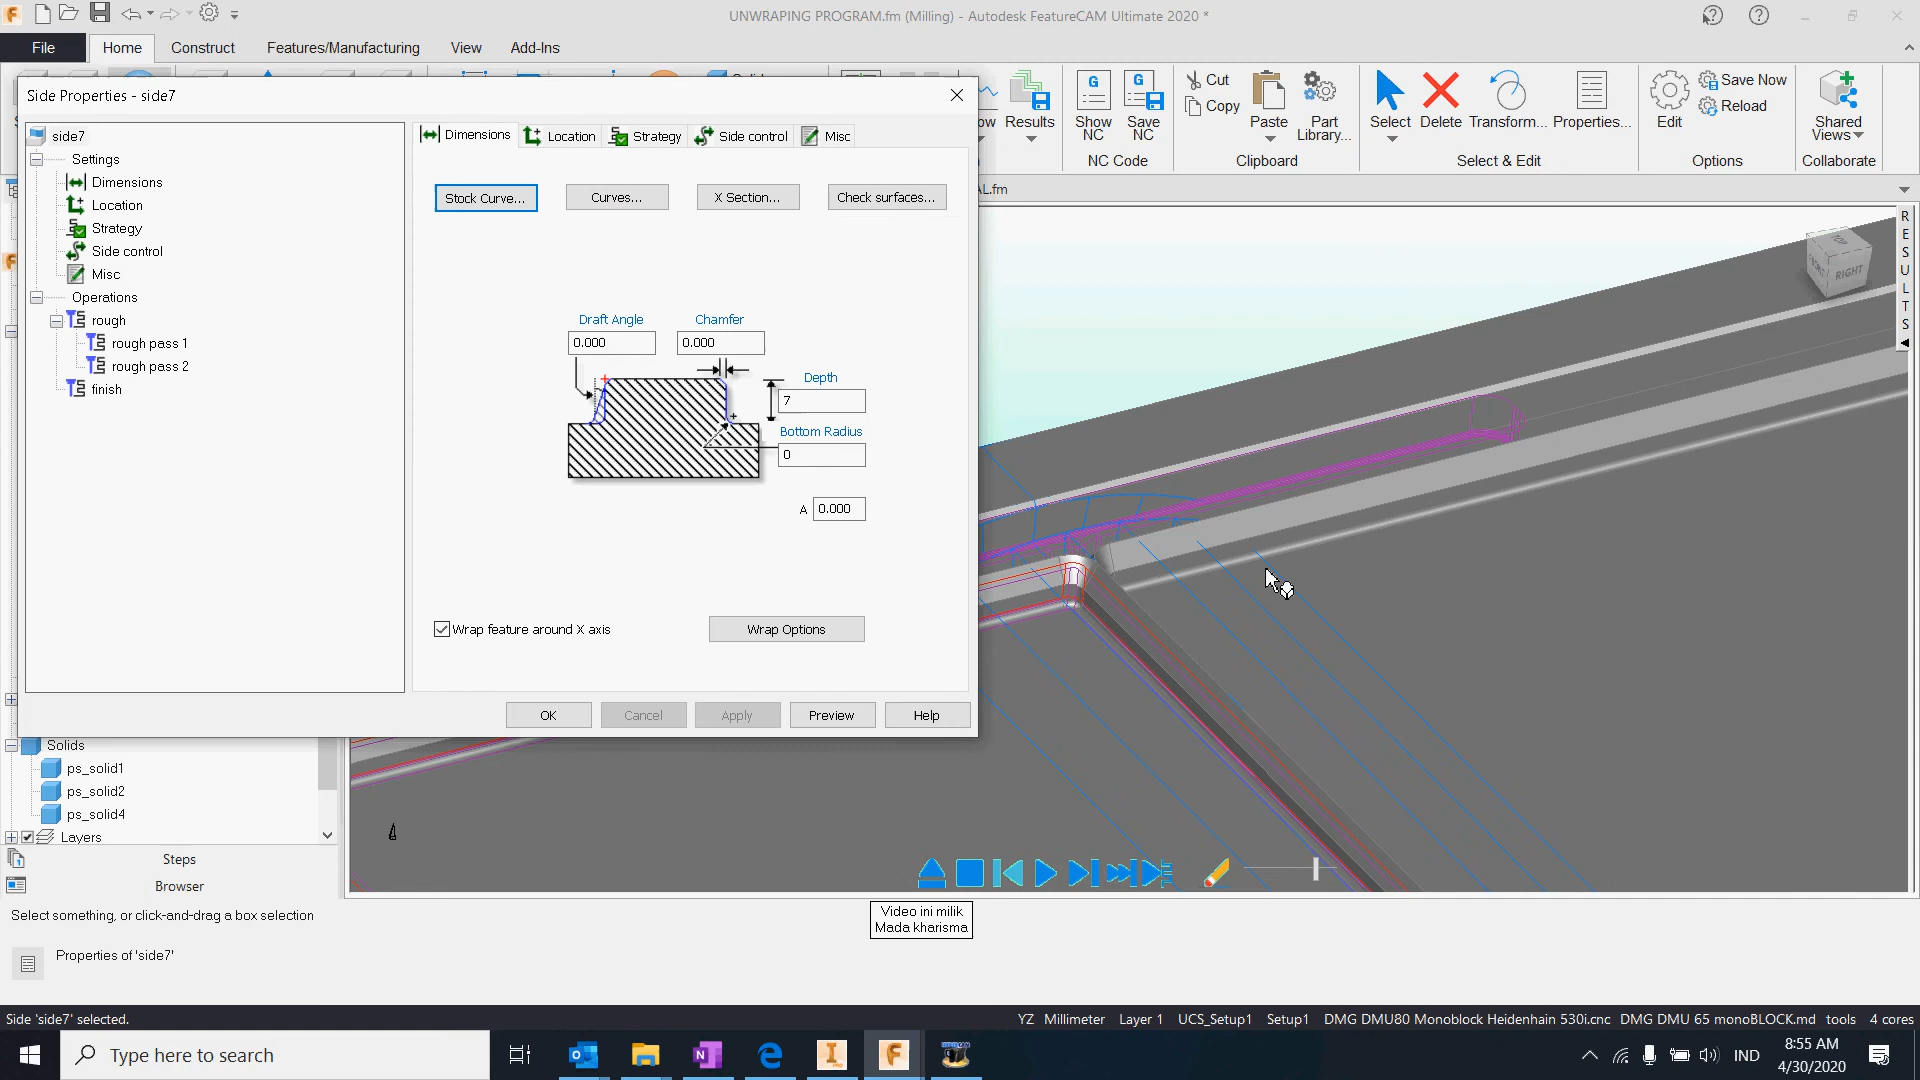 UNWRAPING PROGRAM.fm (Milling) - Autodesk FeatureCAM Ultimate 2020 *
File Home Construct Features/Manufacturing View Add-Ins
Side Properties - side7
side7
Settings
Dimensions
Location
Strategy
Side control
Misc
Operations
rough
rough pass 1
rough pass 2
finish
Dimensions Location Strategy Side control Misc
Stock Curve... Curves... X Section... Check surfaces...
Draft Angle Chamfer
0.000 0.000
Depth
7
Bottom Radius
0
A 0.000
Wrap feature around X axis Wrap Options
OK Cancel Apply Preview Help
Results
Show NC
Save NC
NC Code
Cut
Copy
Paste
Part Library...
Clipboard
Select Delete Transform... Properties...
Select & Edit
Edit
Save Now
Reload
Options
Shared Views
Collaborate
AL.fm
RESULTS
TOP
FRONT
RIGHT
Solids
ps_solid1
ps_solid2
ps_solid4
Layers
Steps
Browser
Select something, or click-and-drag a box selection
Properties of 'side7'
Video ini milik
Mada kharisma
Side 'side7' selected.
YZ Millimeter Layer 1 UCS_Setup1 Setup1 DMG DMU80 Monoblock Heidenhain 530i.cnc DMG DMU 65 monoBLOCK.md tools 4 cores
Type here to search
IND
8:55 AM
4/30/2020